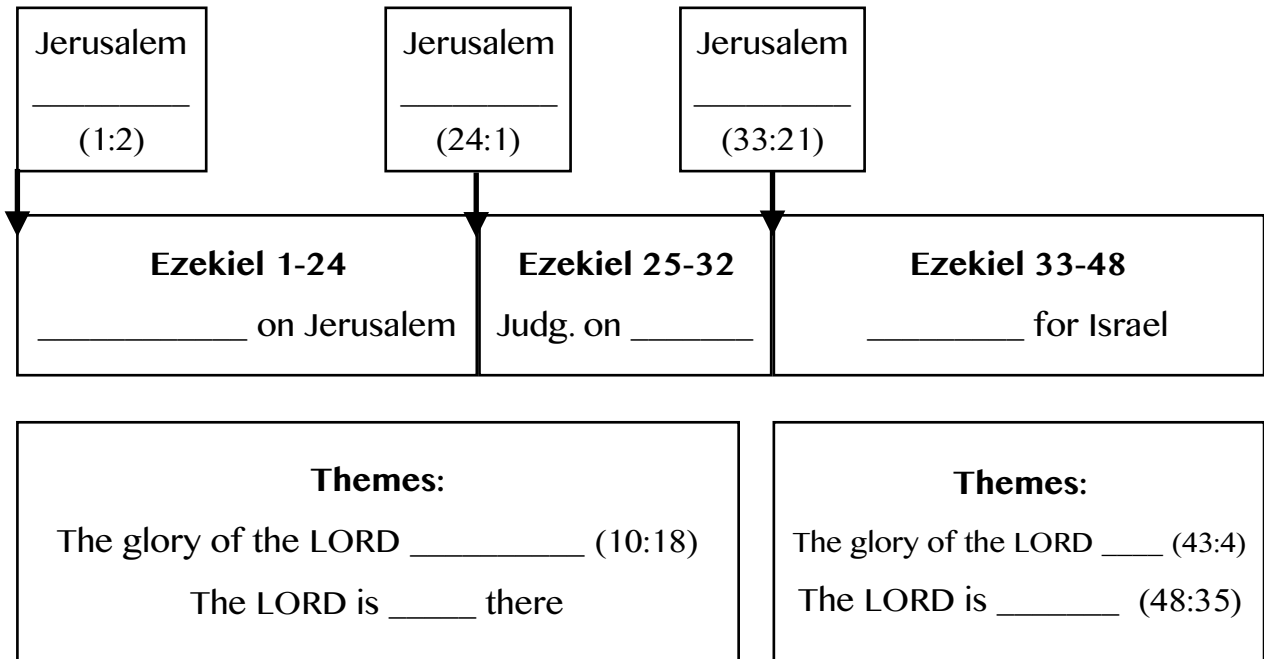 Jerusalem
_________
(1:2)
Jerusalem
_________
(24:1)
Jerusalem
_________
(33:21)
Ezekiel 1-24
____________ on Jerusalem
Ezekiel 25-32
Judg. on _______
Ezekiel 33-48
_________ for Israel
Themes:
The glory of the LORD __________ (10:18)
The LORD is _____ there
Themes:
The glory of the LORD ____ (43:4)
The LORD is _______ (48:35)